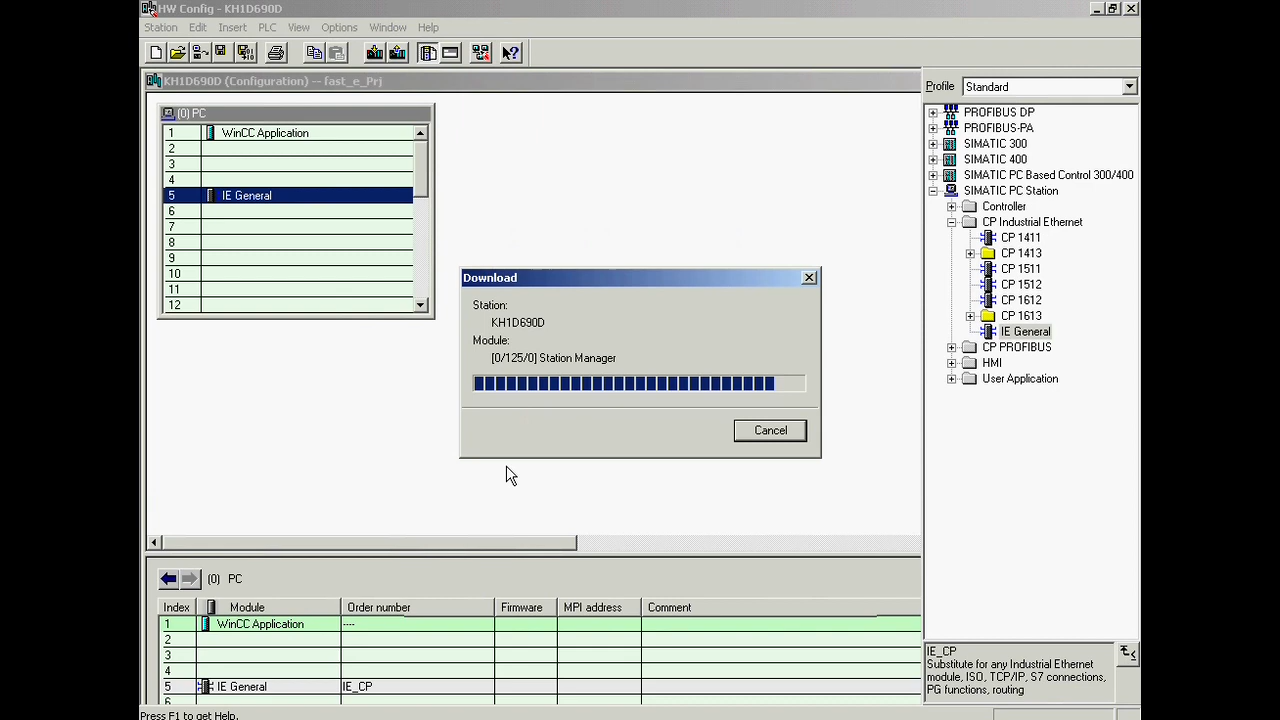 HW Config - KH1D690D
Station Edit Insert PLC View Options Window Help
KH1D690D (Configuration) -- fast_e_Prj
(0) PC
1 WinCC Application
2
3
4
5 IE General
6
7
8
9
10
11
12
Download
Station:
KH1D690D
Module:
[0/125/0] Station Manager
Cancel
(0) PC
Index Module Order number Firmware MPI address Comment
1 WinCC Application ----
2
3
4
5 IE General IE_CP
6
Press F1 to get Help.
Profile Standard
PROFIBUS DP
PROFIBUS-PA
SIMATIC 300
SIMATIC 400
SIMATIC PC Based Control 300/400
SIMATIC PC Station
Controller
CP Industrial Ethernet
CP 1411
CP 1413
CP 1511
CP 1512
CP 1612
CP 1613
IE General
CP PROFIBUS
HMI
User Application
IE_CP
Substitute for any Industrial Ethernet
module, ISO, TCP/IP, S7 connections,
PG functions, routing